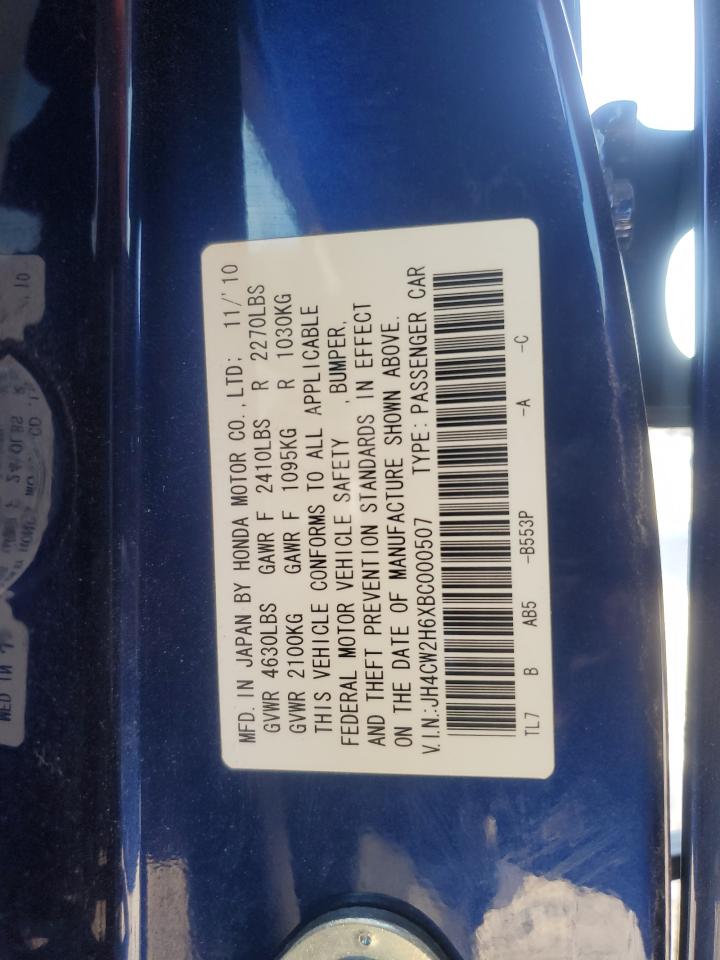 MFD. IN JAPAN BY HONDA MOTOR CO., LTD; 11/'10
GVWR 4630LBS GAWR F 2410LBS R 2270LBS
GVWR 2100KG GAWR F 1095KG R 1030KG
THIS VEHICLE CONFORMS TO ALL APPLICABLE
FEDERAL MOTOR VEHICLE SAFETY , BUMPER,
AND THEFT PREVENTION STANDARDS IN EFFECT
ON THE DATE OF MANUFACTURE SHOWN ABOVE.
V.I.N.:JH4CW2H6XBC000507 TYPE: PASSENGER CAR
TL7 B AB5 -B553P -A -C